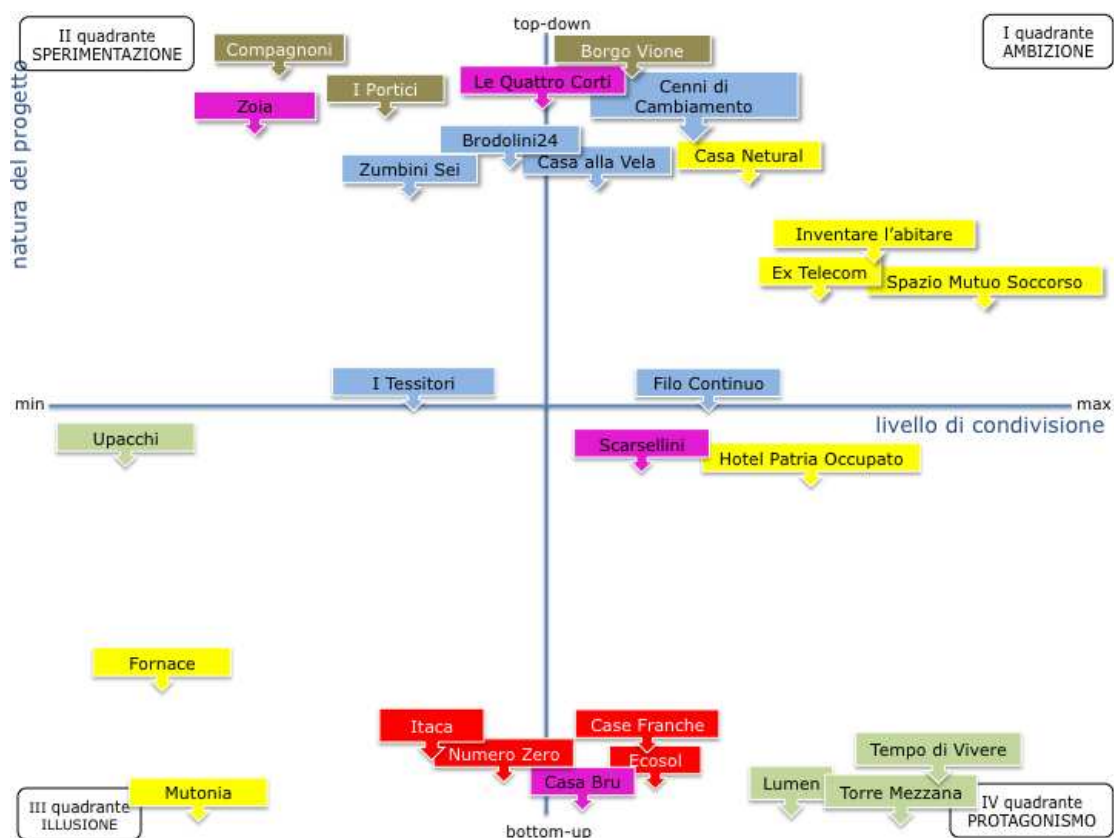 top-down
II quadrante
SPERIMENTAZIONE
I quadrante
AMBIZIONE
natura del progetto
Compagnoni
Borgo Vione
I Portici
Le Quattro Corti
Cenni di
Cambiamento
Zoia
Brodolini24
Casa alla Vela
Casa Netural
Zumbini Sei
Inventare l'abitare
Ex Telecom
Spazio Mutuo Soccorso
I Tessitori
Filo Continuo
min
max
livello di condivisione
Upacchi
Scarsellini
Hotel Patria Occupato
Fornace
Itaca
Case Franche
Numero Zero
Ecosol
Tempo di Vivere
Casa Bru
Lumen
Torre Mezzana
Mutonia
III quadrante
ILLUSIONE
IV quadrante
PROTAGONISMO
bottom-up